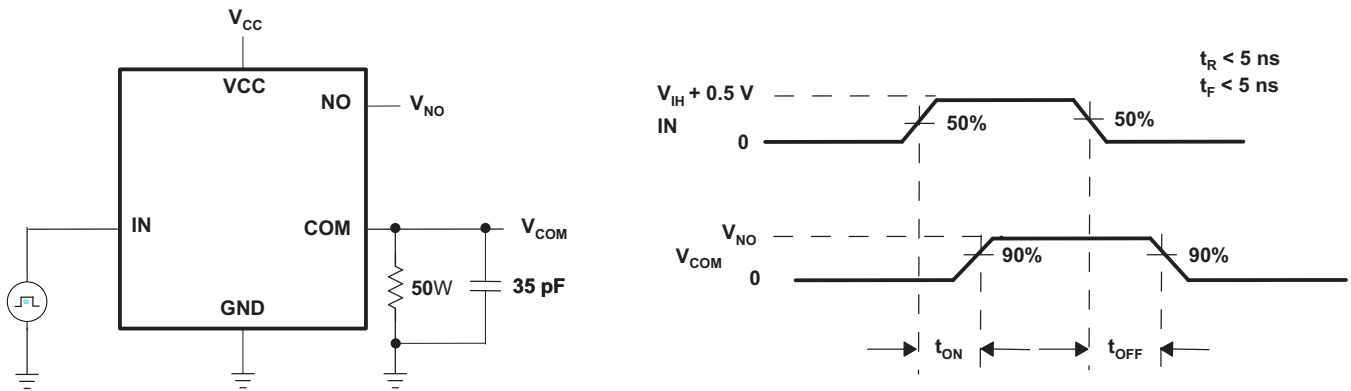 V_CC
VCC
NO
V_NO
IN
COM
V_COM
50W
35 pF
GND
t_R < 5 ns
t_F < 5 ns
V_IH + 0.5 V
IN
50%
50%
0
V_NO
V_COM
90%
90%
0
t_ON
t_OFF